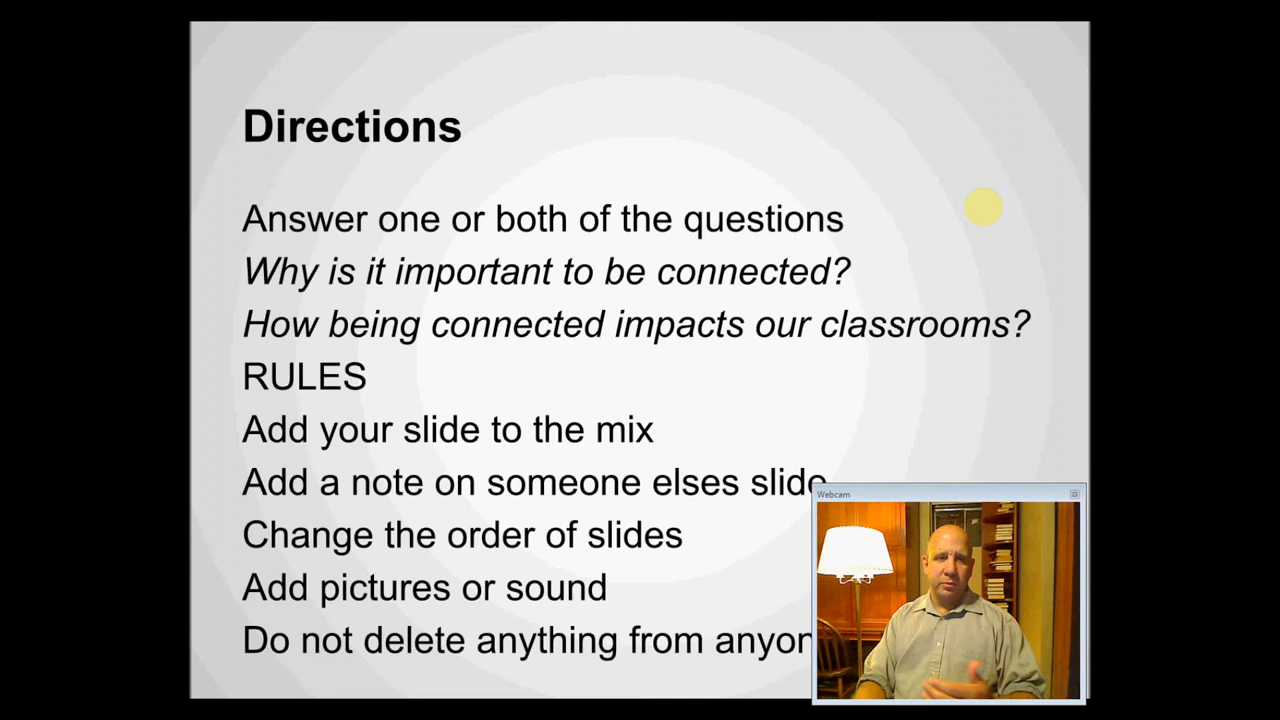 Directions
Answer one or both of the questions
Why is it important to be connected?
How being connected impacts our classrooms?
RULES
Add your slide to the mix
Add a note on someone elses slide
Change the order of slides
Add pictures or sound
Do not delete anything from
Webcam